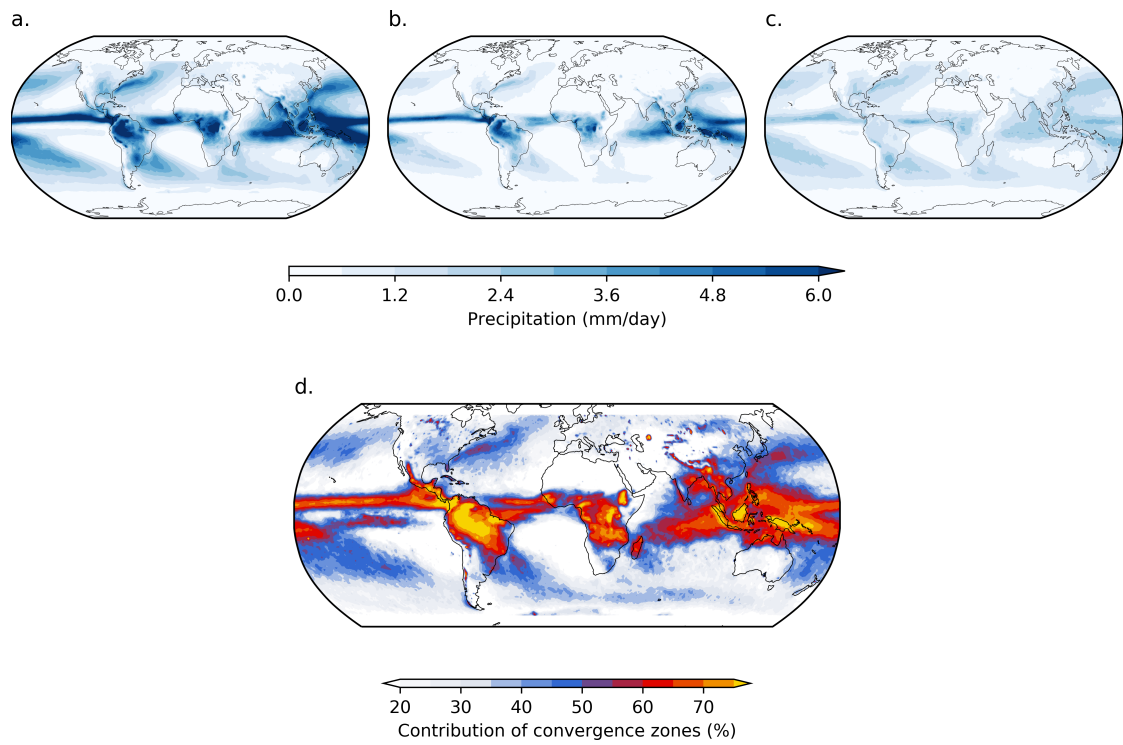 a. b. c.
0.0 1.2 2.4 3.6 4.8 6.0
Precipitation (mm/day)
d.
20 30 40 50 60 70
Contribution of convergence zones (%)